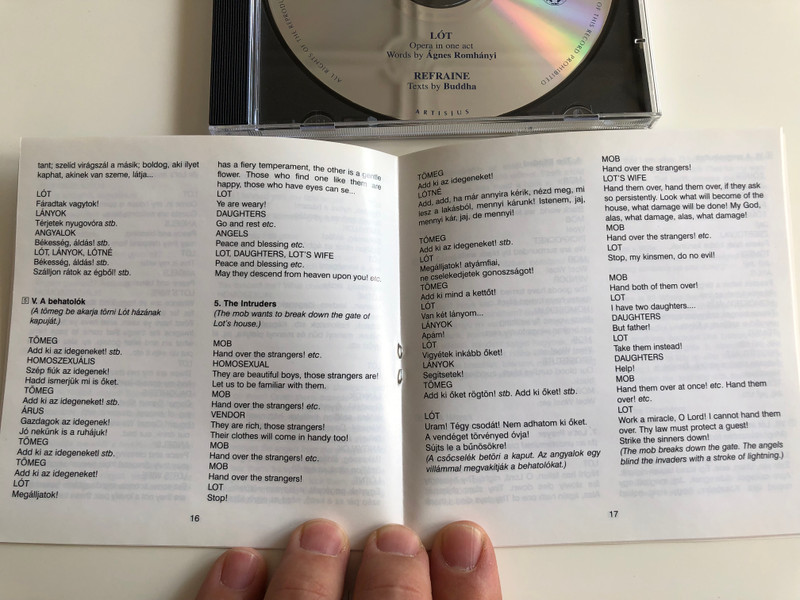 ALL RIGHTS OF THE
OF THIS RECORD PROHIBITED
LÓT
Opera in one act
Words by Ágnes Romhányi
REFRAINE
Texts by Buddha
ARTISJUS
tant; szelíd virágszál a másik; boldog, aki ilyet
kaphat, akinek van szeme, látja...
LÓT
Fáradtak vagytok!
LÁNYOK
Térjetek nyugovóra stb.
ANGYALOK
Békesség, áldás! stb.
LÓT, LÁNYOK, LÓTNÉ
Békesség, áldás! stb.
Szálljon rátok az égből! stb.
5 V. A behatolók
(A tömeg be akarja törni Lót házának
kapuját.)
TÖMEG
Add ki az idegeneket! stb.
HOMOSZEXUÁLIS
Szép fiúk az idegenek!
Hadd ismerjük mi is őket.
TÖMEG
Add ki az idegeneket! stb.
ÁRUS
Gazdagok az idegenek!
Jó nekünk is a ruhájuk!
TÖMEG
Add ki az idegeneket! stb.
TÖMEG
Add ki az idegeneket!
LÓT
Megálljatok!
has a fiery temperament, the other is a gentle
flower. Those who find one like them are
happy, those who have eyes can se...
LOT
Ye are weary!
DAUGHTERS
Go and rest etc.
ANGELS
Peace and blessing etc.
LOT, DAUGHTERS, LOT'S WIFE
Peace and blessing etc.
May they descend from heaven upon you! etc.
5. The Intruders
(The mob wants to break down the gate of
Lot's house.)
MOB
Hand over the strangers! etc.
HOMOSEXUAL
They are beautiful boys, those strangers are!
Let us to be familiar with them.
MOB
Hand over the strangers! etc.
VENDOR
They are rich, those strangers!
Their clothes will come in handy too!
MOB
Hand over the strangers! etc.
MOB
Hand over the strangers!
LOT
Stop!
16
TÖMEG
Add ki az idegeneket!
LÓTNÉ
Add, add, ha már annyira kérik, nézd meg, mi
lesz a lakásból, mennyi kárunk! Istenem, jaj,
mennyi kár, jaj, de mennyi!
TÖMEG
Add ki az idegeneket! stb.
LÓT
Megálljatok! atyámfiai,
ne cselekedjetek gonoszságot!
TÖMEG
Add ki mind a kettőt!
LÓT
Van két lányom...
LÁNYOK
Apám!
LÓT
Vigyétek inkább őket!
LÁNYOK
Segítsetek!
TÖMEG
Add ki őket rögtön! stb. Add ki őket! stb.
LÓT
Uram! Tégy csodát! Nem adhatom ki őket.
A vendéget törvényed óvja!
Sújts le a bűnösökre!
(A csőcselék betöri a kaput. Az angyalok egy
villámmal megvakítják a behatolókat.)
MOB
Hand over the strangers!
LOT'S WIFE
Hand them over, hand them over, if they ask
so persistently. Look what will become of the
house, what damage will be done! My God,
alas, what damage, alas, what damage!
MOB
Hand over the strangers! etc.
LOT
Stop, my kinsmen, do no evil!
MOB
Hand both of them over!
LOT
I have two daughters....
DAUGHTERS
But father!
LOT
Take them instead!
DAUGHTERS
Help!
MOB
Hand them over at once! etc. Hand them
over! etc.
LOT
Work a miracle, O Lord! I cannot hand them
over. Thy law must protect a guest!
Strike the sinners down!
(The mob breaks down the gate. The angels
blind the invaders with a stroke of lightning.)
17